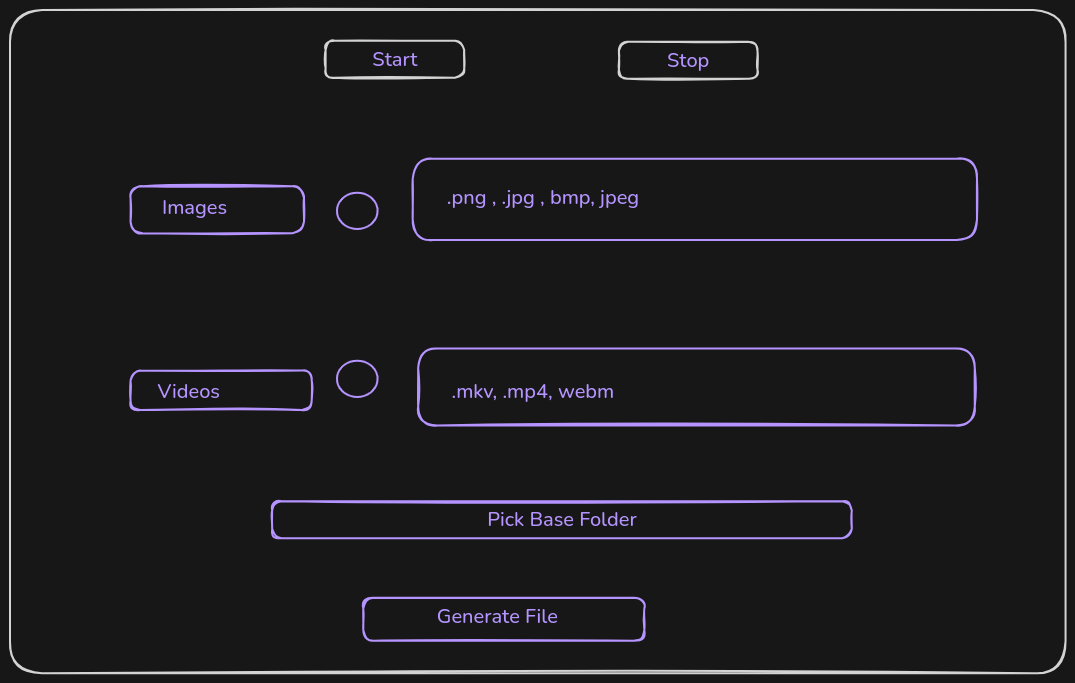 Start
Stop
Images
.png , .jpg , bmp, jpeg
Videos
.mkv, .mp4, webm
Pick Base Folder
Generate File